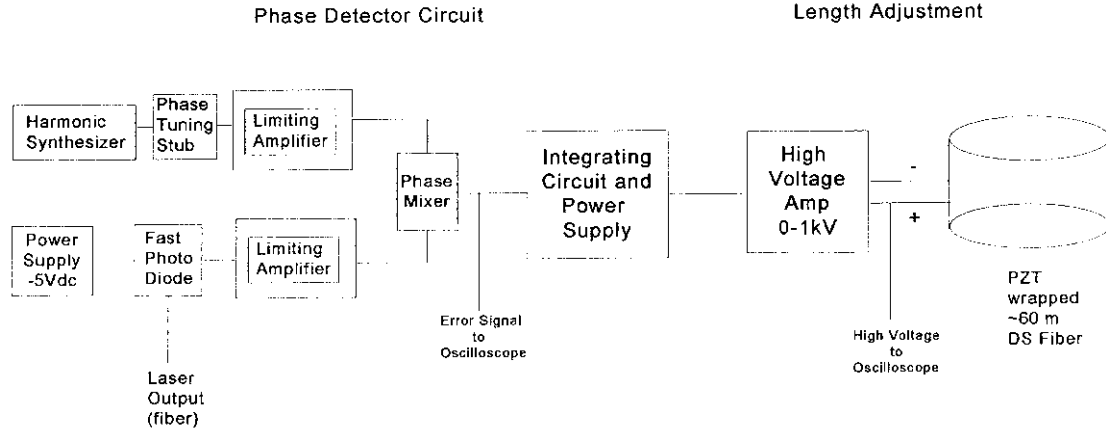 Phase Detector Circuit
Length Adjustment
Harmonic
Synthesizer
Phase
Tuning
Stub
Limiting
Amplifier
Phase
Mixer
Integrating
Circuit and
Power
Supply
High
Voltage
Amp
0-1kV
-
+
Power
Supply
-5Vdc
Fast
Photo
Diode
Limiting
Amplifier
Error Signal
to
Oscilloscope
High Voltage
to
Oscilloscope
PZT
wrapped
~60 m
DS Fiber
Laser
Output
(fiber)